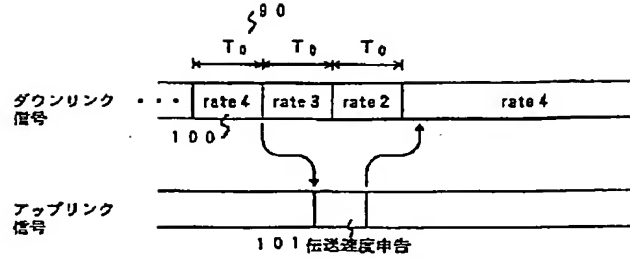 90
T0 T0 T0
ダウンリンク信号 ・・・ rate 4 rate 3 rate 2 rate 4
100
アップリンク信号
101 伝送速度申告